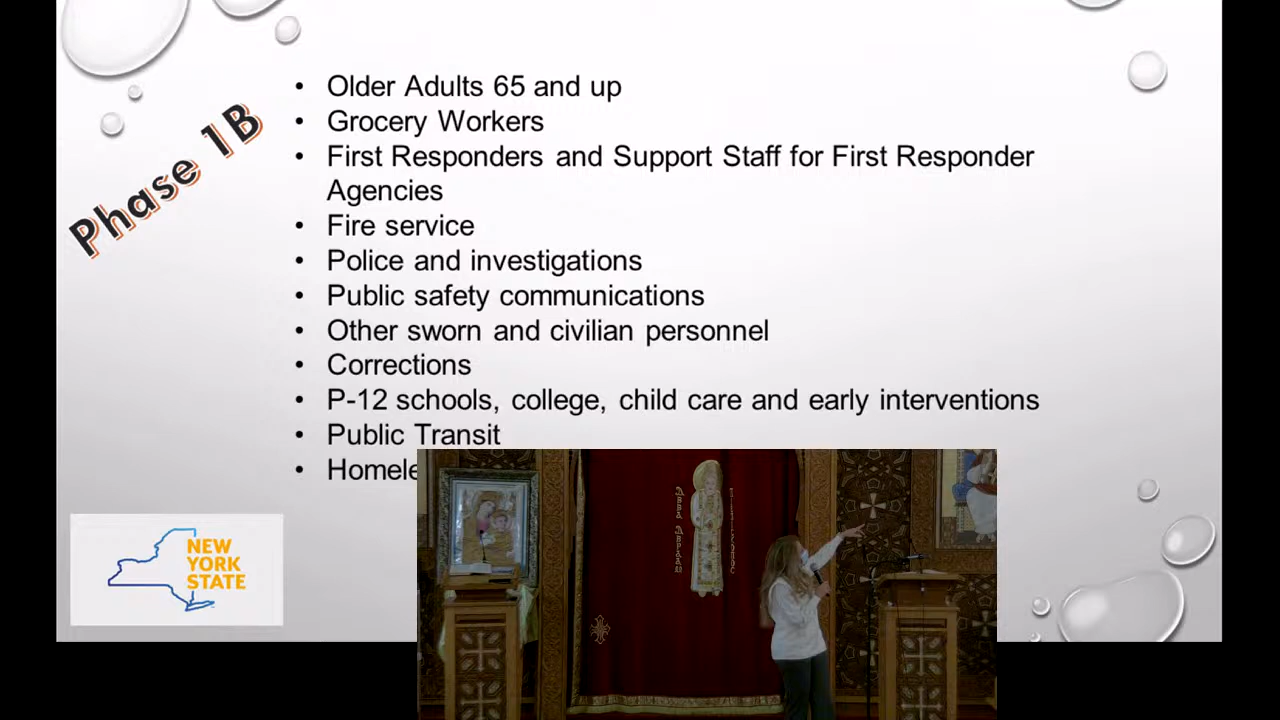 Phase 1B
• Older Adults 65 and up
• Grocery Workers
• First Responders and Support Staff for First Responder
Agencies
• Fire service
• Police and investigations
• Public safety communications
• Other sworn and civilian personnel
• Corrections
• P-12 schools, college, child care and early interventions
• Public Transit
•
NEW
YORK
STATE
ⲀⲂⲂⲀ
ⲀⲂⲢⲀⲀⲘ